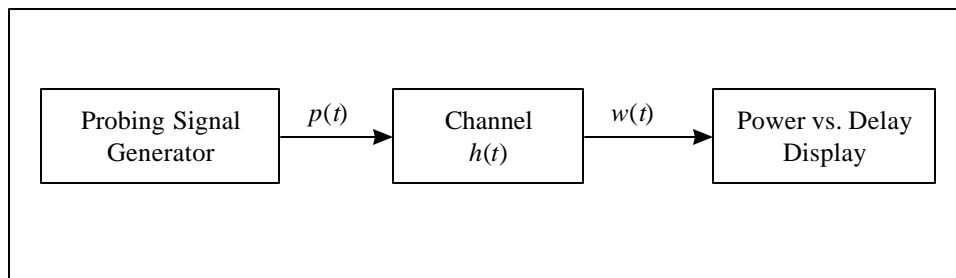 Probing Signal
Generator
p(t)
Channel
h(t)
w(t)
Power vs. Delay
Display